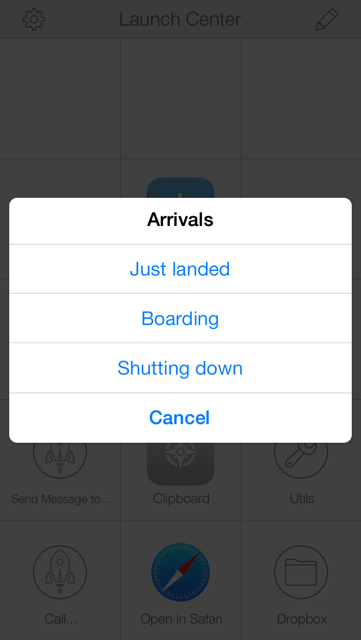 Launch Center
Arrivals
Just landed
Boarding
Shutting down
Cancel
Send Message to...
Clipboard
Utils
Call...
Open in Safari
Dropbox